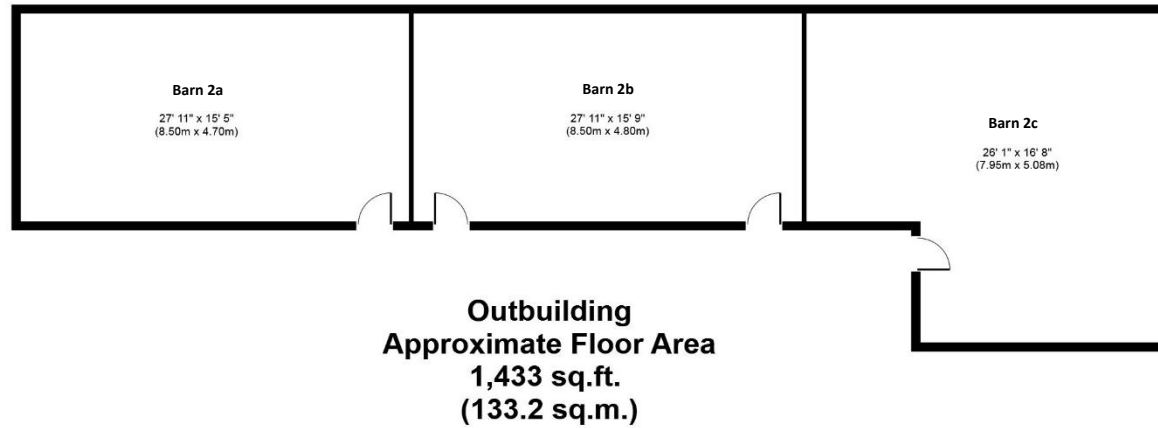 Barn 2a
27' 11" x 15' 5"
(8.50m x 4.70m)
Barn 2b
27' 11" x 15' 9"
(8.50m x 4.80m)
Barn 2c
26' 1" x 16' 8"
(7.95m x 5.08m)
Outbuilding
Approximate Floor Area
1,433 sq.ft.
(133.2 sq.m.)